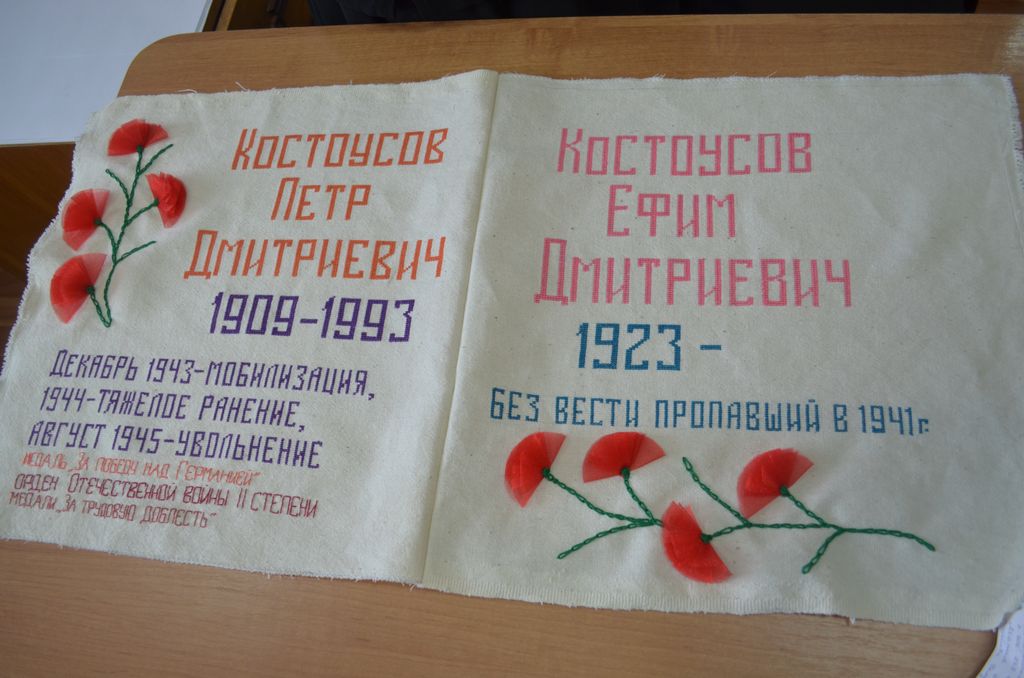 Костоусов
Петр
Дмитриевич
1909-1993
Декабрь 1943-мобилизация,
1944-тяжелое ранение,
Август 1945-увольнение
медаль „За победу над Германией"
орден Отечественной войны II степени
медали „За трудовую доблесть"
Костоусов
Ефим
Дмитриевич
1923 -
без вести пропавший в 1941г.